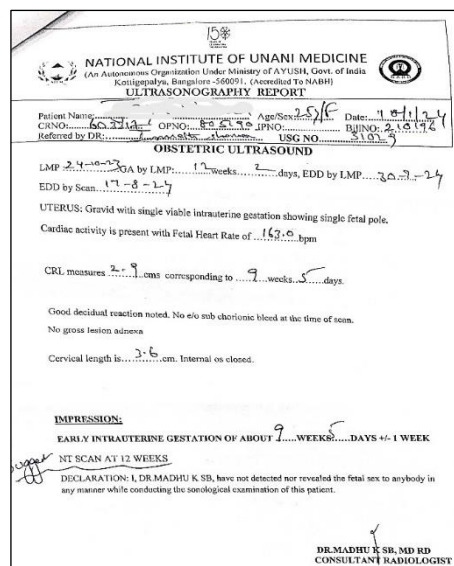 NATIONAL INSTITUTE OF UNANI MEDICINE
(An Autonomous Organization Under Ministry of AYUSH, Govt. of India
Kottigepalya, Bangalore -560091, (Accredited To NABH)
ULTRASONOGRAPHY REPORT
Patient Name: Age/Sex: 25y/F Date: 18/1/24
CRNO: OPNO: IPNO: BillNO:
Referred by DR: USG NO.
OBSTETRIC ULTRASOUND
LMP 24-10-23 GA by LMP: 12 weeks 2 days, EDD by LMP 30-7-24
EDD by Scan 17-8-24
UTERUS: Gravid with single viable intrauterine gestation showing single fetal pole.
Cardiac activity is present with Fetal Heart Rate of 163.0 bpm
CRL measures 2.9 cms corresponding to 9 weeks 5 days.
Good decidual reaction noted. No e/o sub chorionic bleed at the time of scan.
No gross lesion adnexa
Cervical length is 3.6 cm. Internal os closed.
IMPRESSION:
EARLY INTRAUTERINE GESTATION OF ABOUT 9 WEEKS 5 DAYS +/- 1 WEEK
suggest NT SCAN AT 12 WEEKS
DECLARATION: I, DR.MADHU K SB, have not detected nor revealed the fetal sex to anybody in
any manner while conducting the sonological examination of this patient.
DR.MADHU K SB, MD RD
CONSULTANT RADIOLOGIST